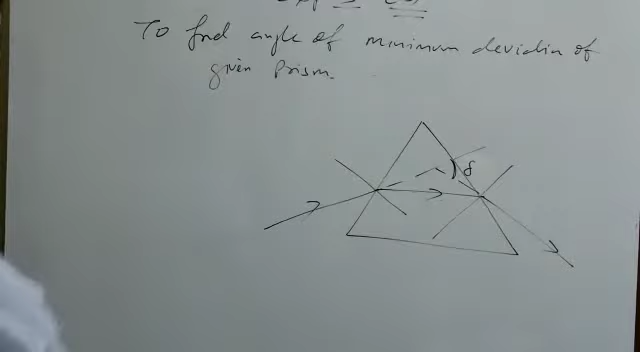 To find angle of minimum deviation of
given Prism.
δ